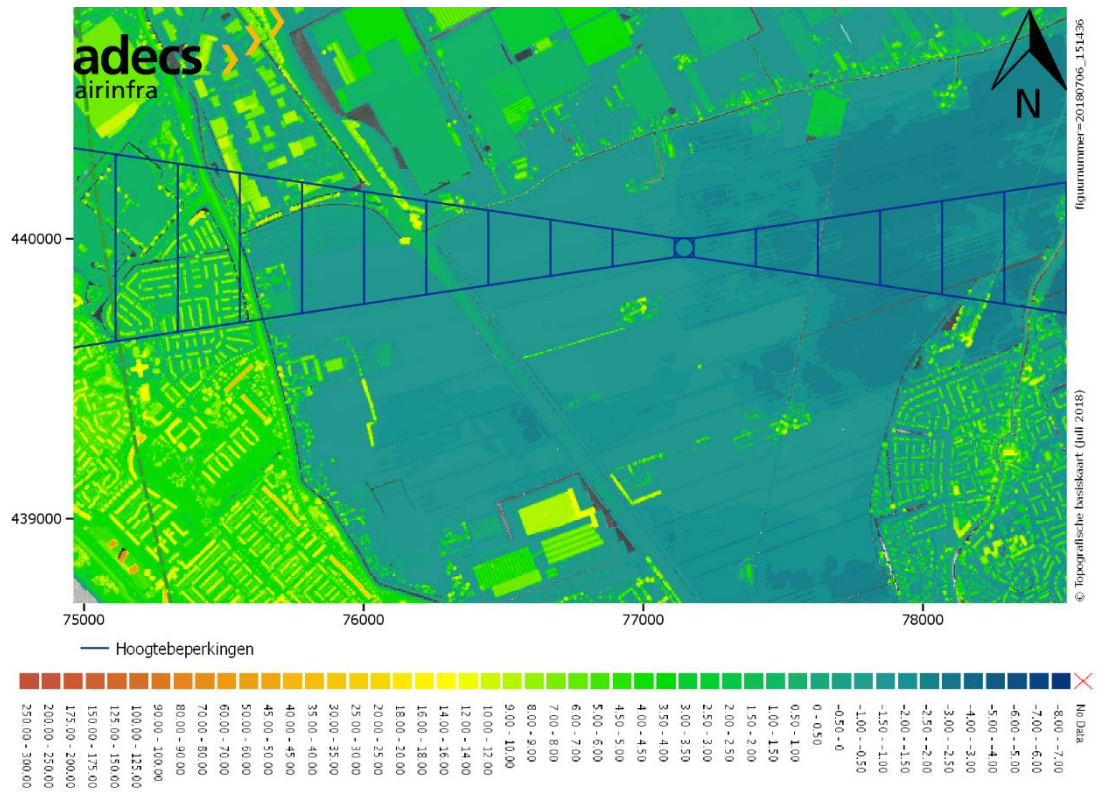 adecs
airinfra
N
figuurnummer=20180706_151436
440000
439000
© Topografische basiskaart (Juli 2018)
75000
76000
77000
78000
Hoogtebeperkingen
250.00 - 300.00
200.00 - 250.00
175.00 - 200.00
150.00 - 175.00
125.00 - 150.00
100.00 - 125.00
90.00 - 100.00
80.00 - 90.00
70.00 - 80.00
60.00 - 70.00
50.00 - 60.00
45.00 - 50.00
40.00 - 45.00
35.00 - 40.00
30.00 - 35.00
25.00 - 30.00
20.00 - 25.00
18.00 - 20.00
16.00 - 18.00
14.00 - 16.00
12.00 - 14.00
10.00 - 12.00
9.00 - 10.00
8.00 - 9.00
7.00 - 8.00
6.00 - 7.00
5.00 - 6.00
4.50 - 5.00
4.00 - 4.50
3.50 - 4.00
3.00 - 3.50
2.50 - 3.00
2.00 - 2.50
1.50 - 2.00
1.00 - 1.50
0.50 - 1.00
0 - 0.50
-0.50 - 0
-1.00 - -0.50
-1.50 - -1.00
-2.00 - -1.50
-2.50 - -2.00
-3.00 - -2.50
-4.00 - -3.00
-5.00 - -4.00
-6.00 - -5.00
-7.00 - -6.00
-8.00 - -7.00
No Data